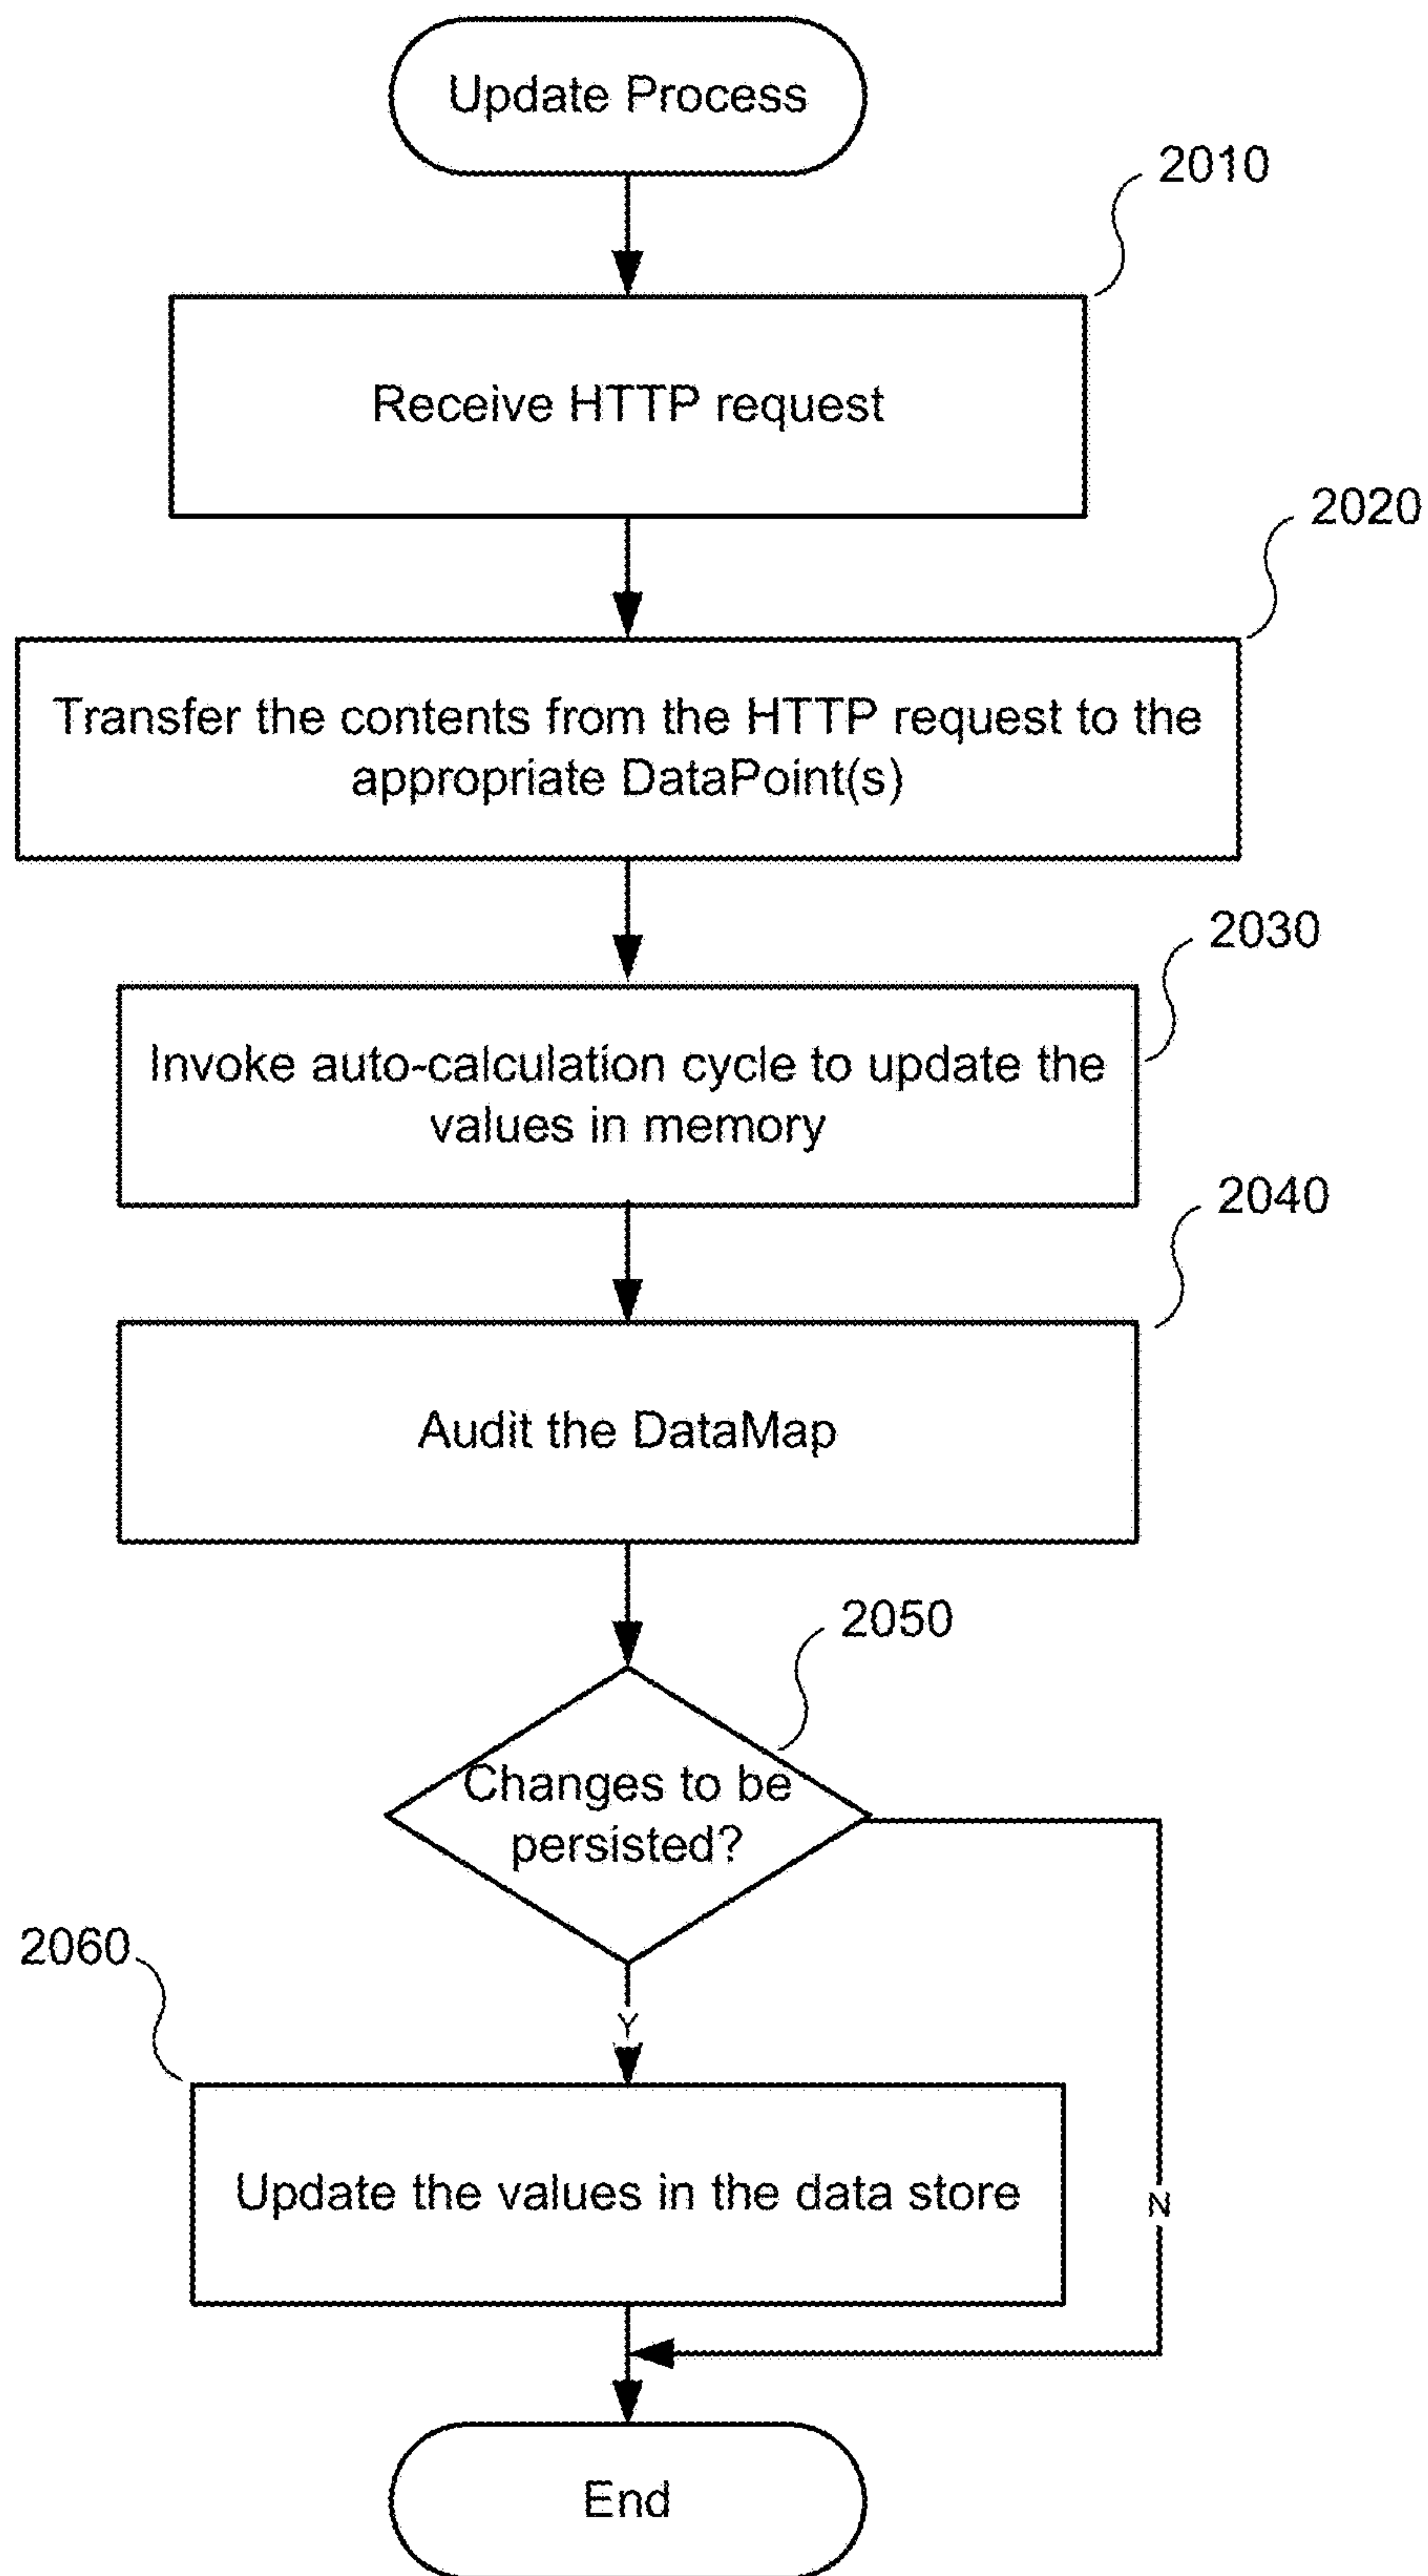 Update Process
2010
Receive HTTP request
2020
Transfer the contents from the HTTP request to the
appropriate DataPoint(s)
2030
Invoke auto-calculation cycle to update the
values in memory
2040
Audit the DataMap
2050
Changes to be
persisted?
2060
Y
Update the values in the data store
N
End